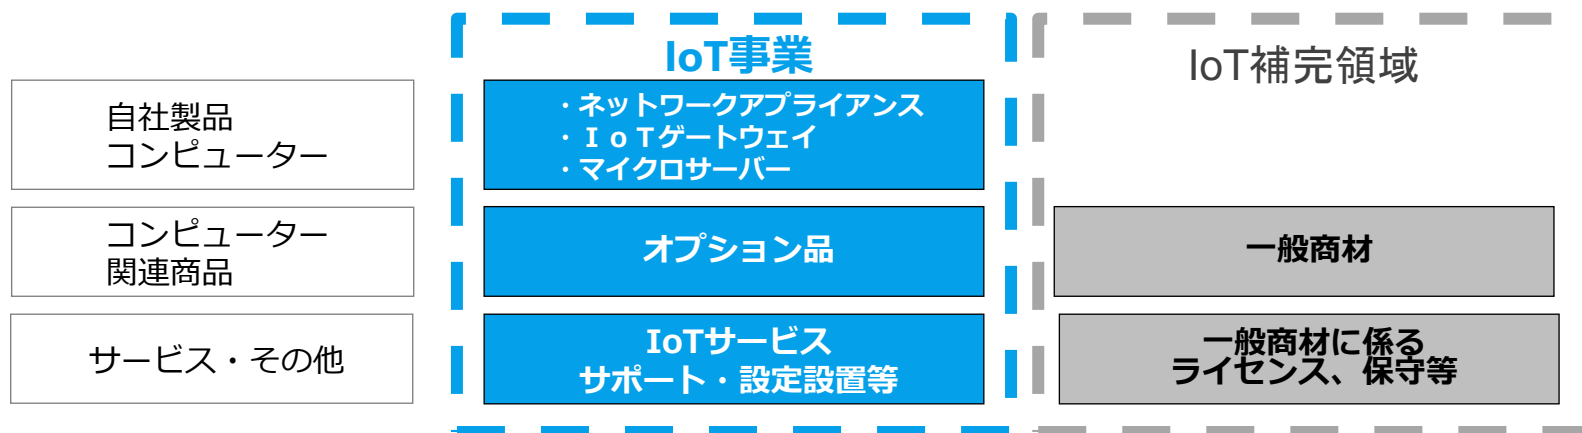 IoT事業
IoT補完領域
自社製品
コンピューター
・ネットワークアプライアンス
・ＩｏＴゲートウェイ
・マイクロサーバー
コンピューター
関連商品
オプション品
一般商材
サービス・その他
IoTサービス
サポート・設定設置等
一般商材に係る
ライセンス、保守等